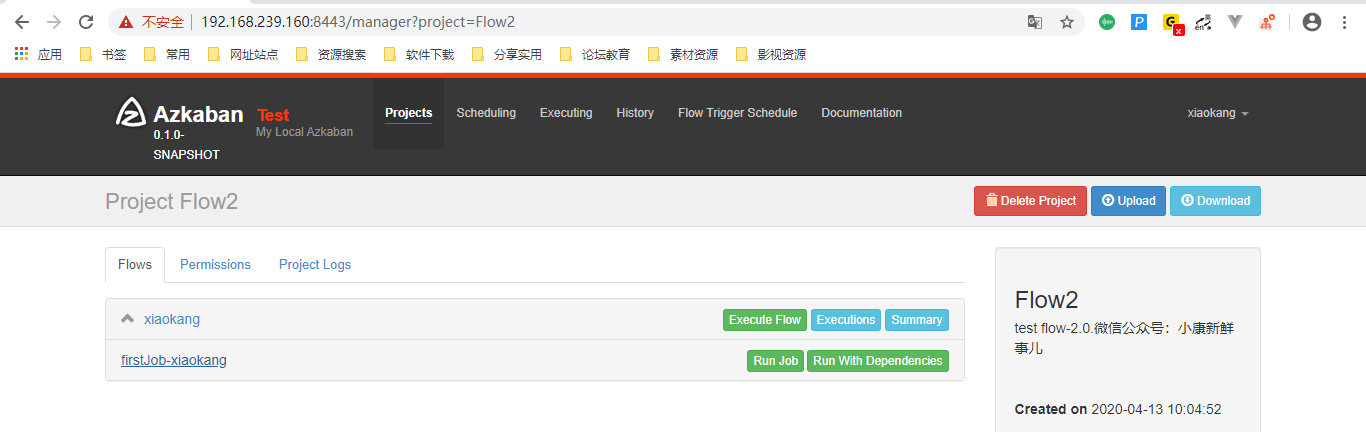 不安全 | 192.168.239.160:8443/manager?project=Flow2
应用 书签 常用 网址站点 资源搜索 软件下载 分享实用 论坛教育 素材资源 影视资源
Azkaban Test
0.1.0-SNAPSHOT
My Local Azkaban
Projects Scheduling Executing History Flow Trigger Schedule Documentation xiaokang
Project Flow2
Delete Project Upload Download
Flows Permissions Project Logs
xiaokang Execute Flow Executions Summary
firstJob-xiaokang Run Job Run With Dependencies
Flow2
test flow-2.0.微信公众号：小康新鲜
事儿
Created on 2020-04-13 10:04:52